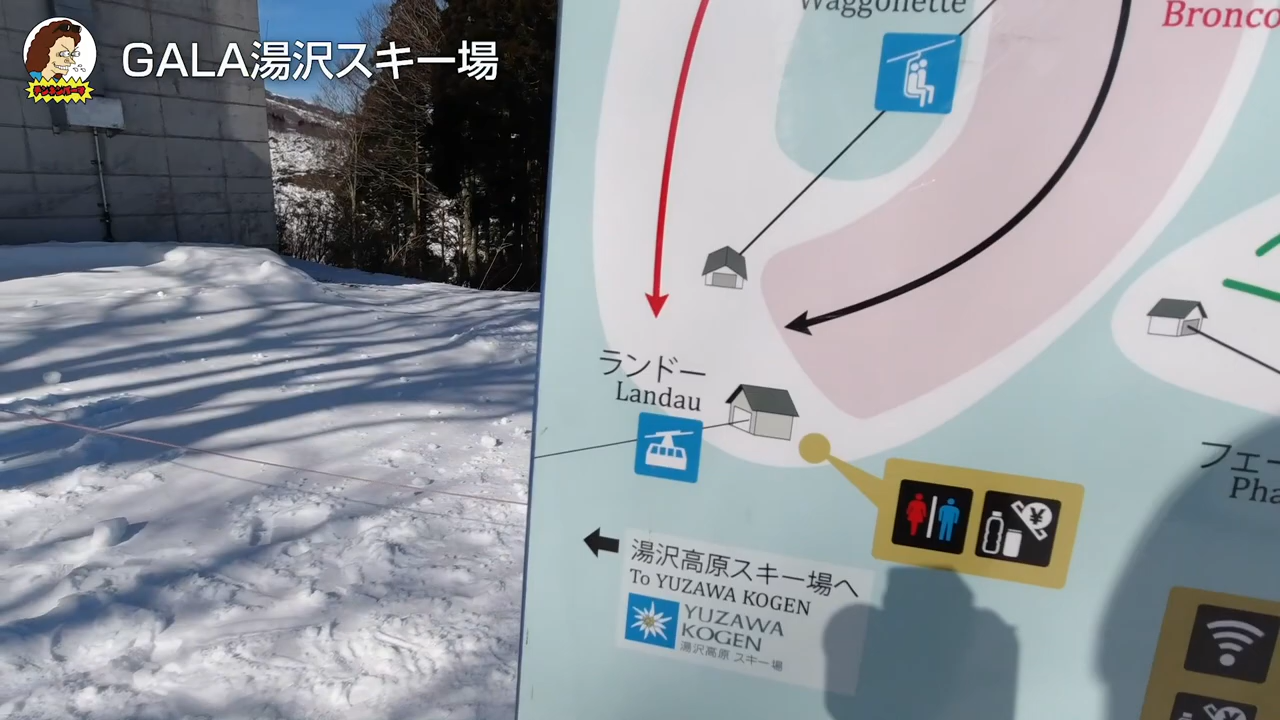 GALA湯沢スキー場
Waggonette
Bronco
ランドー
Landau
フェー
Pha
湯沢高原スキー場へ
To YUZAWA KOGEN
YUZAWA
KOGEN
湯沢高原 スキー場